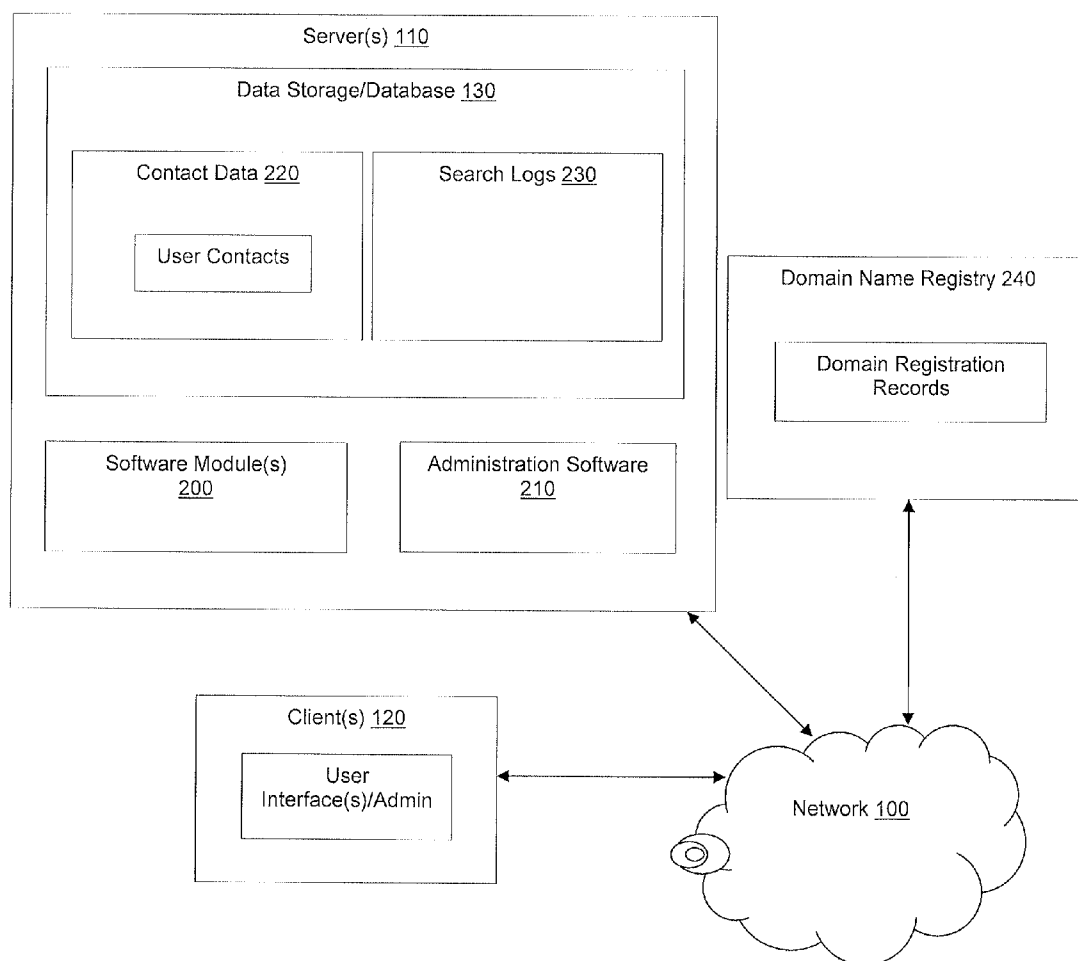 Server(s) 110
Data Storage/Database 130
Contact Data 220
User Contacts
Search Logs 230
Domain Name Registry 240
Domain Registration
Records
Software Module(s)
200
Administration Software
210
Client(s) 120
User
Interface(s)/Admin
Network 100